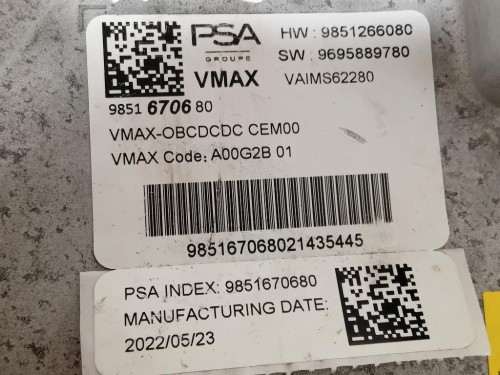 PSA
GROUPE
VMAX
HW : 9851266080
SW : 9695889780
VAIMS62280
9851 6706 80
VMAX-OBCDCDC CEM00
VMAX Code: A00G2B 01
985167068021435445
PSA INDEX: 9851670680
MANUFACTURING DATE:
2022/05/23